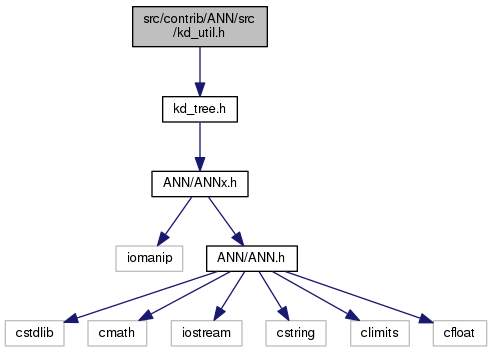 src/contrib/ANN/src
/kd_util.h
kd_tree.h
ANN/ANNx.h
iomanip
ANN/ANN.h
cstdlib
cmath
iostream
cstring
climits
cfloat